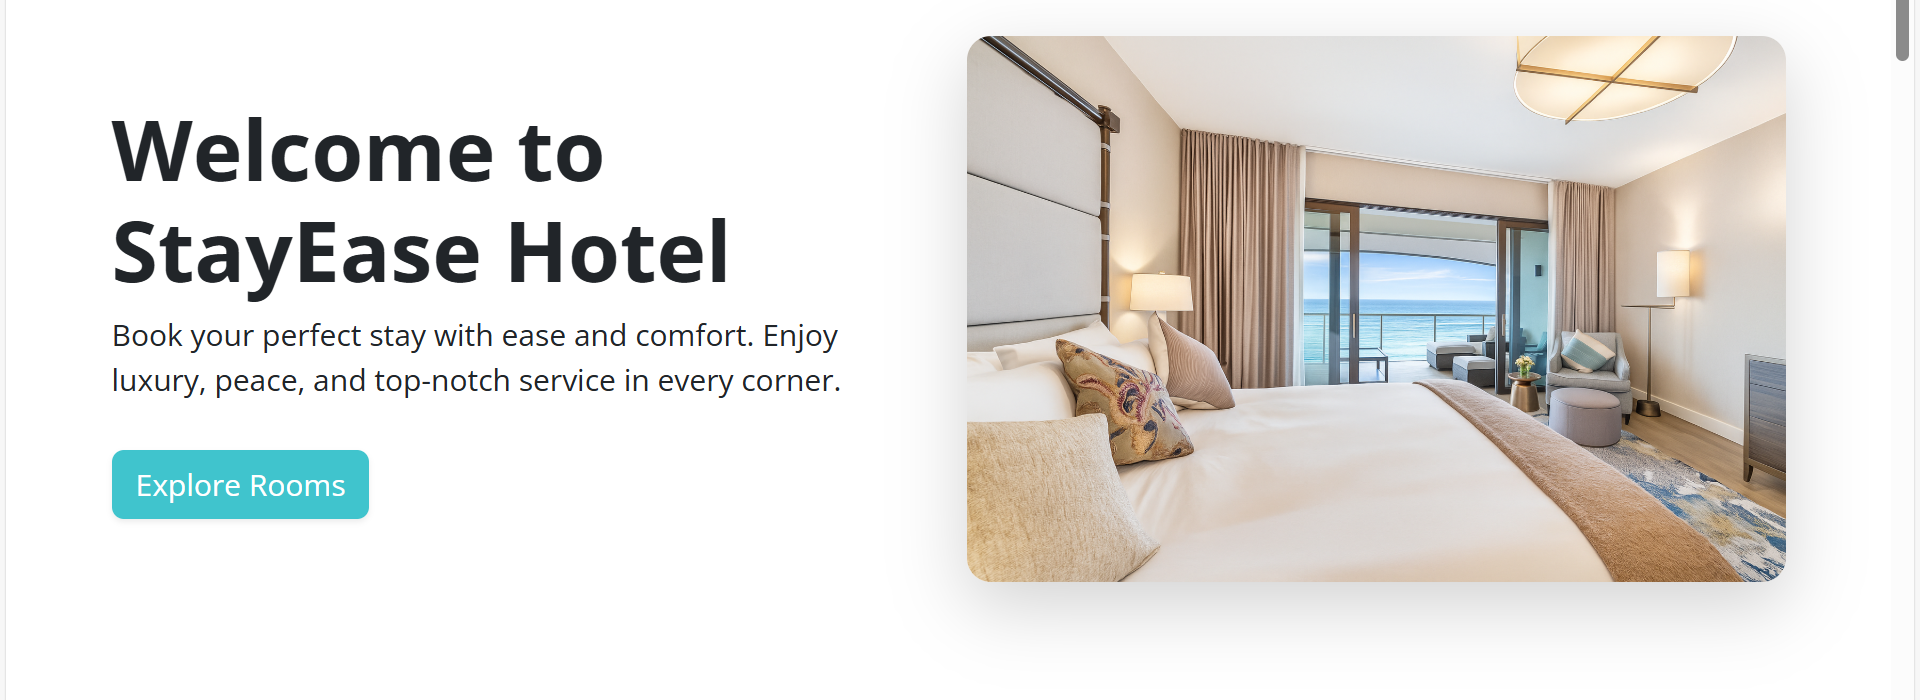 Welcome to
StayEase Hotel
Book your perfect stay with ease and comfort. Enjoy
luxury, peace, and top-notch service in every corner.
Explore Rooms